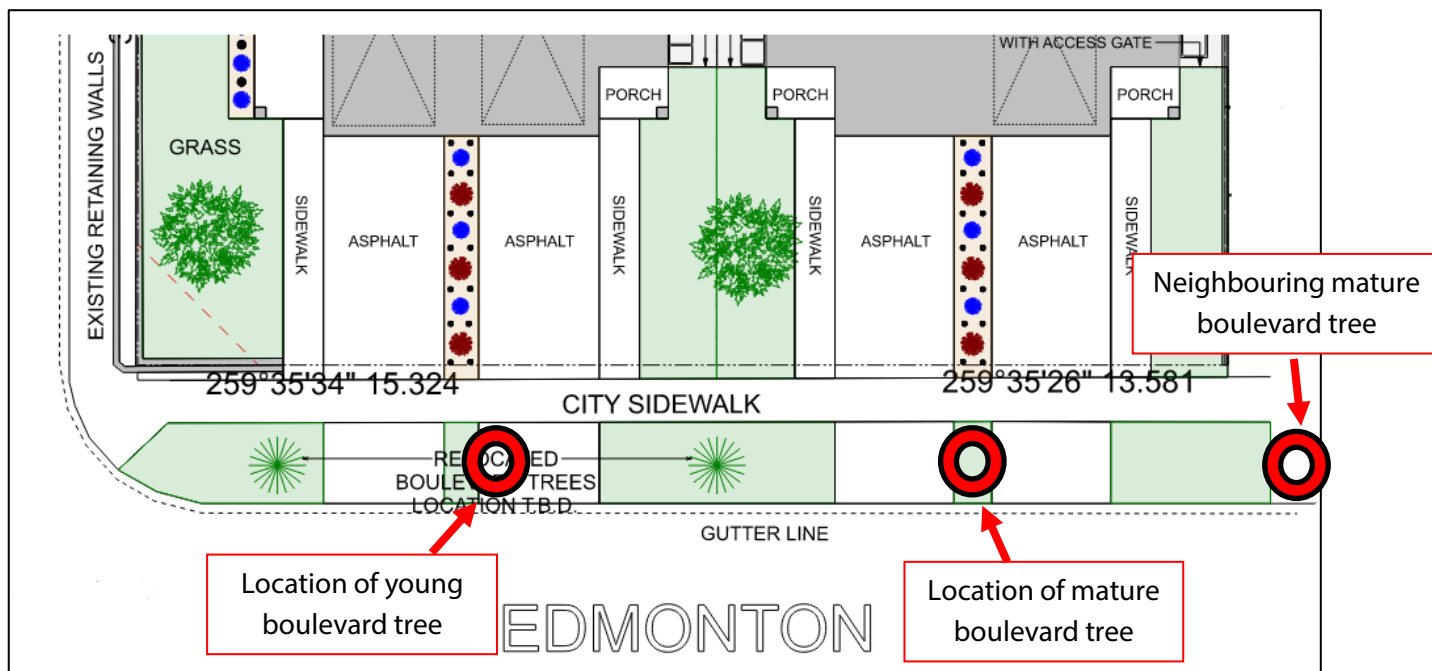 WITH ACCESS GATE
EXISTING RETAINING WALLS
PORCH
PORCH
PORCH
GRASS
SIDEWALK
ASPHALT
ASPHALT
SIDEWALK
SIDEWALK
ASPHALT
ASPHALT
SIDEWALK
Neighbouring mature
boulevard tree
259°35'34" 15.324
259°35'26" 13.581
CITY SIDEWALK
BOULEVARD TREES
LOCATION T.B.D.
GUTTER LINE
Location of young
boulevard tree
Location of mature
boulevard tree
EDMONTON